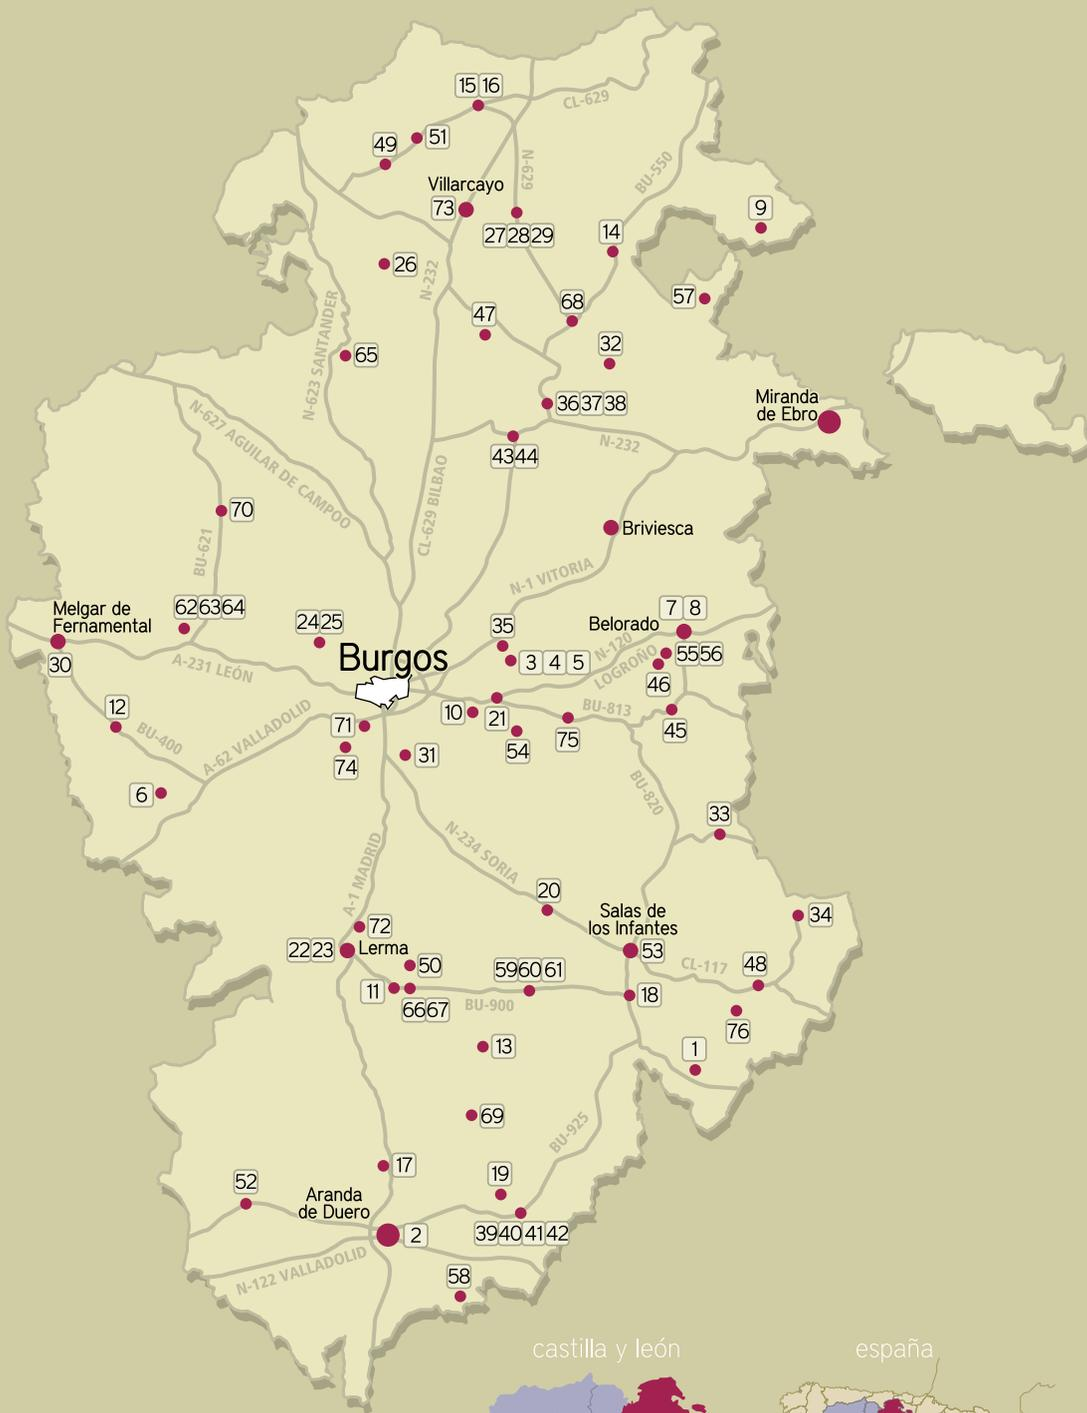 15 16
CL-629
51
49
N-629
BU-550
Villarcayo
73
9
27 28 29
14
26
N-232
57
47
68
N-623 SANTANDER
32
65
Miranda
de Ebro
36 37 38
N-627 AGUILAR DE CAMPOO
N-232
43 44
CL-629 BILBAO
70
Briviesca
BU-621
N-1 VITORIA
Melgar de
Fernamental
62 63 64
7 8
24 25
35
Belorado
N-120
LOGROÑO
55 56
Burgos
3 4 5
30
A-231 LEÓN
46
12
10
21
BU-813
45
A-62 VALLADOLID
71
54
75
BU-400
74
31
6
BU-820
33
N-234 SORIA
A-1 MADRID
20
Salas de
los Infantes
34
72
22 23
Lerma
53
50
59 60 61
CL-117
48
11
18
66 67
BU-900
76
13
1
69
BU-925
17
19
52
Aranda
de Duero
2
39 40 41 42
N-122 VALLADOLID
58
castilla y león
españa